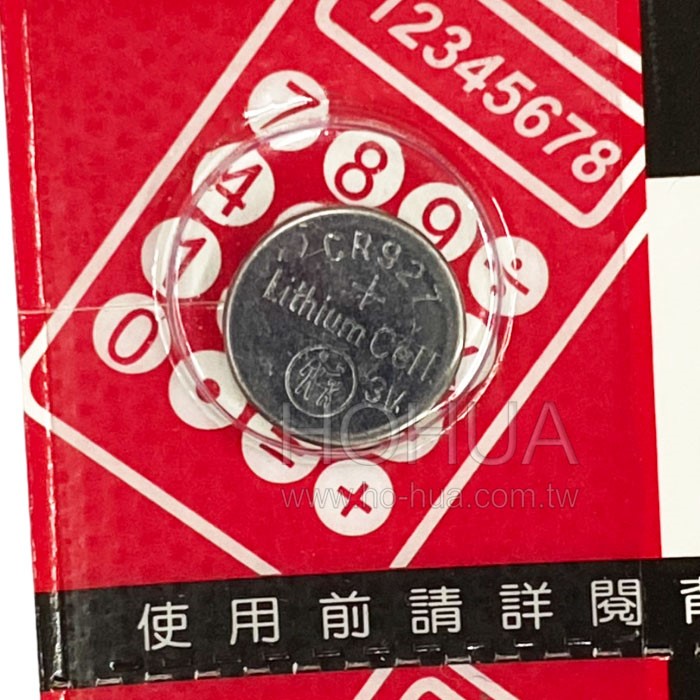 12345678
7 8 9 ÷
4
1
0
CR927
+
Lithium Cell
3V
HOHUA
www.ho-hua.com.tw
使用前請詳閱